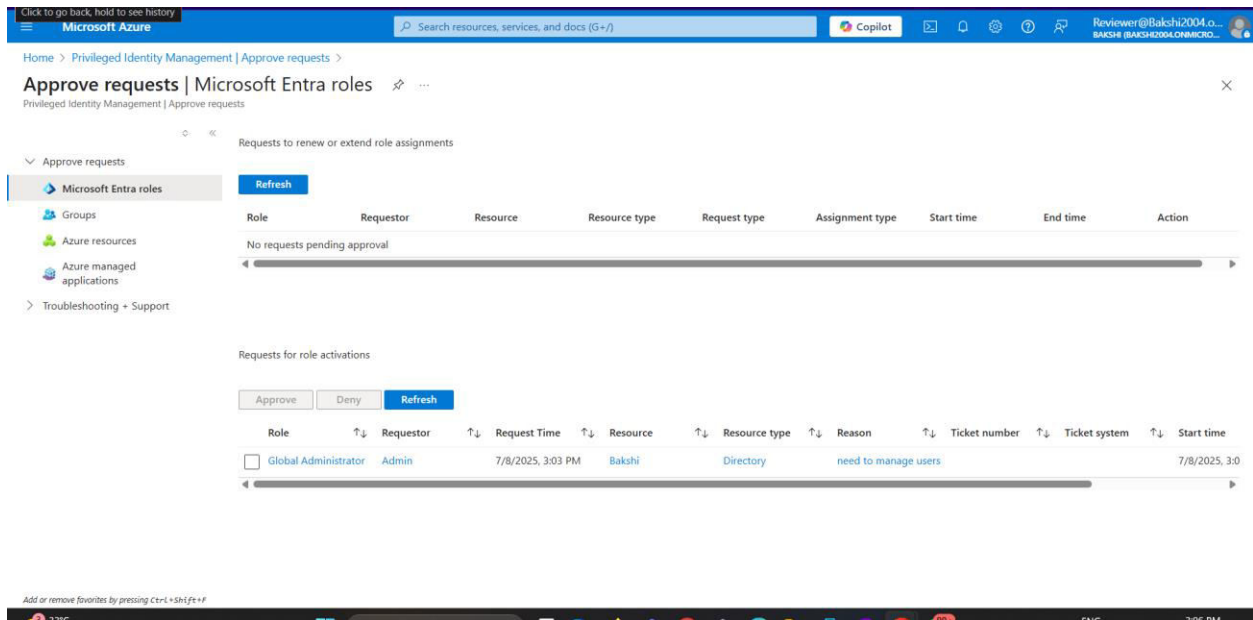 Click to go back, hold to see history
Microsoft Azure
Search resources, services, and docs (G+/)
Copilot
Reviewer@Bakshi2004.o...
BAKSHI (BAKSHI2004.ONMICRO...
Home > Privileged Identity Management | Approve requests >
Approve requests | Microsoft Entra roles
Privileged Identity Management | Approve requests
Approve requests
Microsoft Entra roles
Groups
Azure resources
Azure managed
applications
Troubleshooting + Support
Requests to renew or extend role assignments
Refresh
Role Requestor Resource Resource type Request type Assignment type Start time End time Action
No requests pending approval
Requests for role activations
Approve Deny Refresh
Role Requestor Request Time Resource Resource type Reason Ticket number Ticket system Start time
Global Administrator Admin 7/8/2025, 3:03 PM Bakshi Directory need to manage users 7/8/2025, 3:0
Add or remove favorites by pressing Ctrl+Shift+F